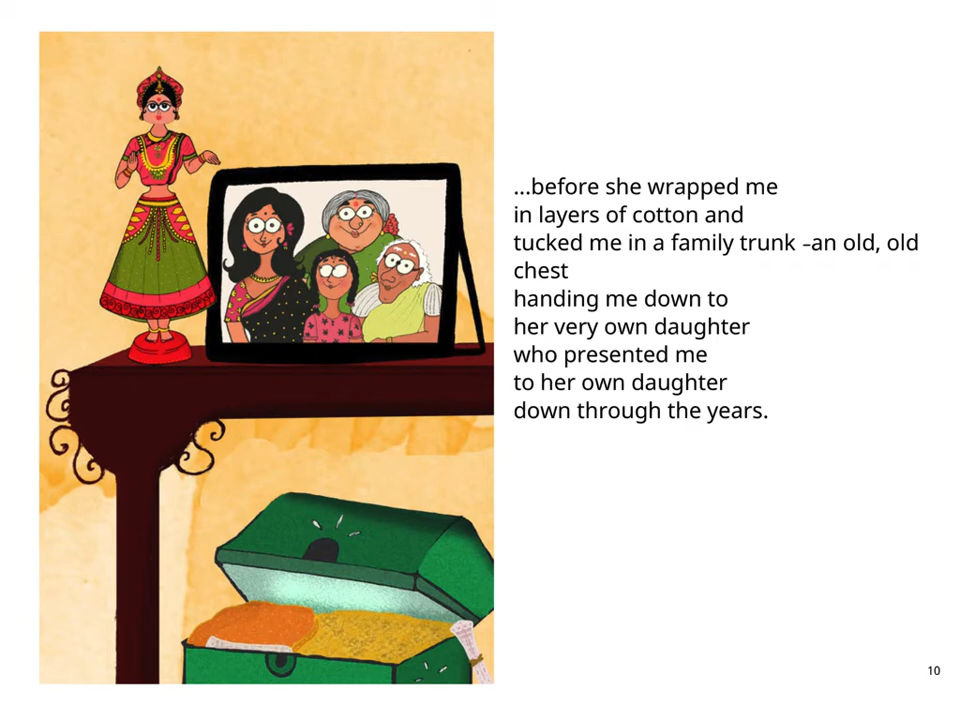 ...before she wrapped me
in layers of cotton and
tucked me in a family trunk –an old, old
chest
handing me down to
her very own daughter
who presented me
to her own daughter
down through the years.
10